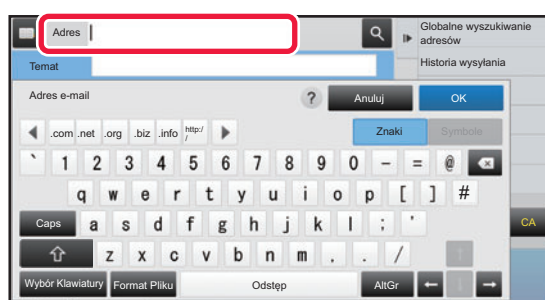 Adres
Globalne wyszukiwanie
adresów
Temat
Historia wysyłania
Adres e-mail
? Anuluj OK
.com .net .org .biz .info http:/
/
Znaki Symbole
` 1 2 3 4 5 6 7 8 9 0 - = @
q w e r t y u i o p [ ] #
Caps a s d f g h j k l ; '
CA
z x c v b n m , . /
Wybór Klawiatury Format Pliku Odstęp AltGr